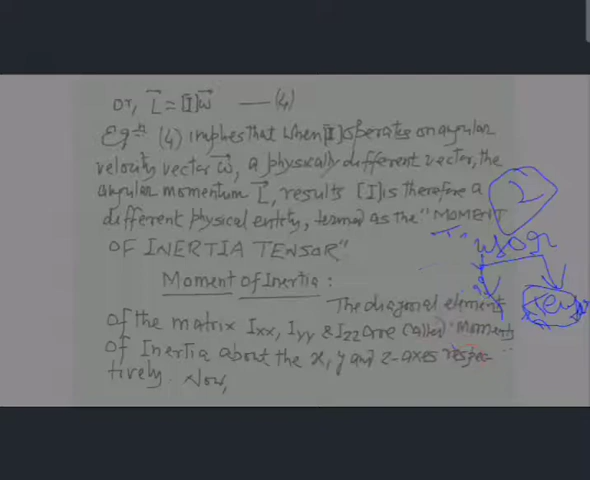 or, L⃗ = [I]ω⃗ —— (4)
Eqⁿ (4) implies that when [I] operates on angular
velocity vector ω⃗, a physically different vector, the
angular momentum L⃗, results [I] is therefore a
different physical entity, termed as the "MOMENT
OF INERTIA TENSOR"
Moment of Inertia :
The diagonal element
of the matrix Ixx, Iyy & Izz are called Moments
of Inertia about the x, y and z-axes respec-
tively. Now,
2